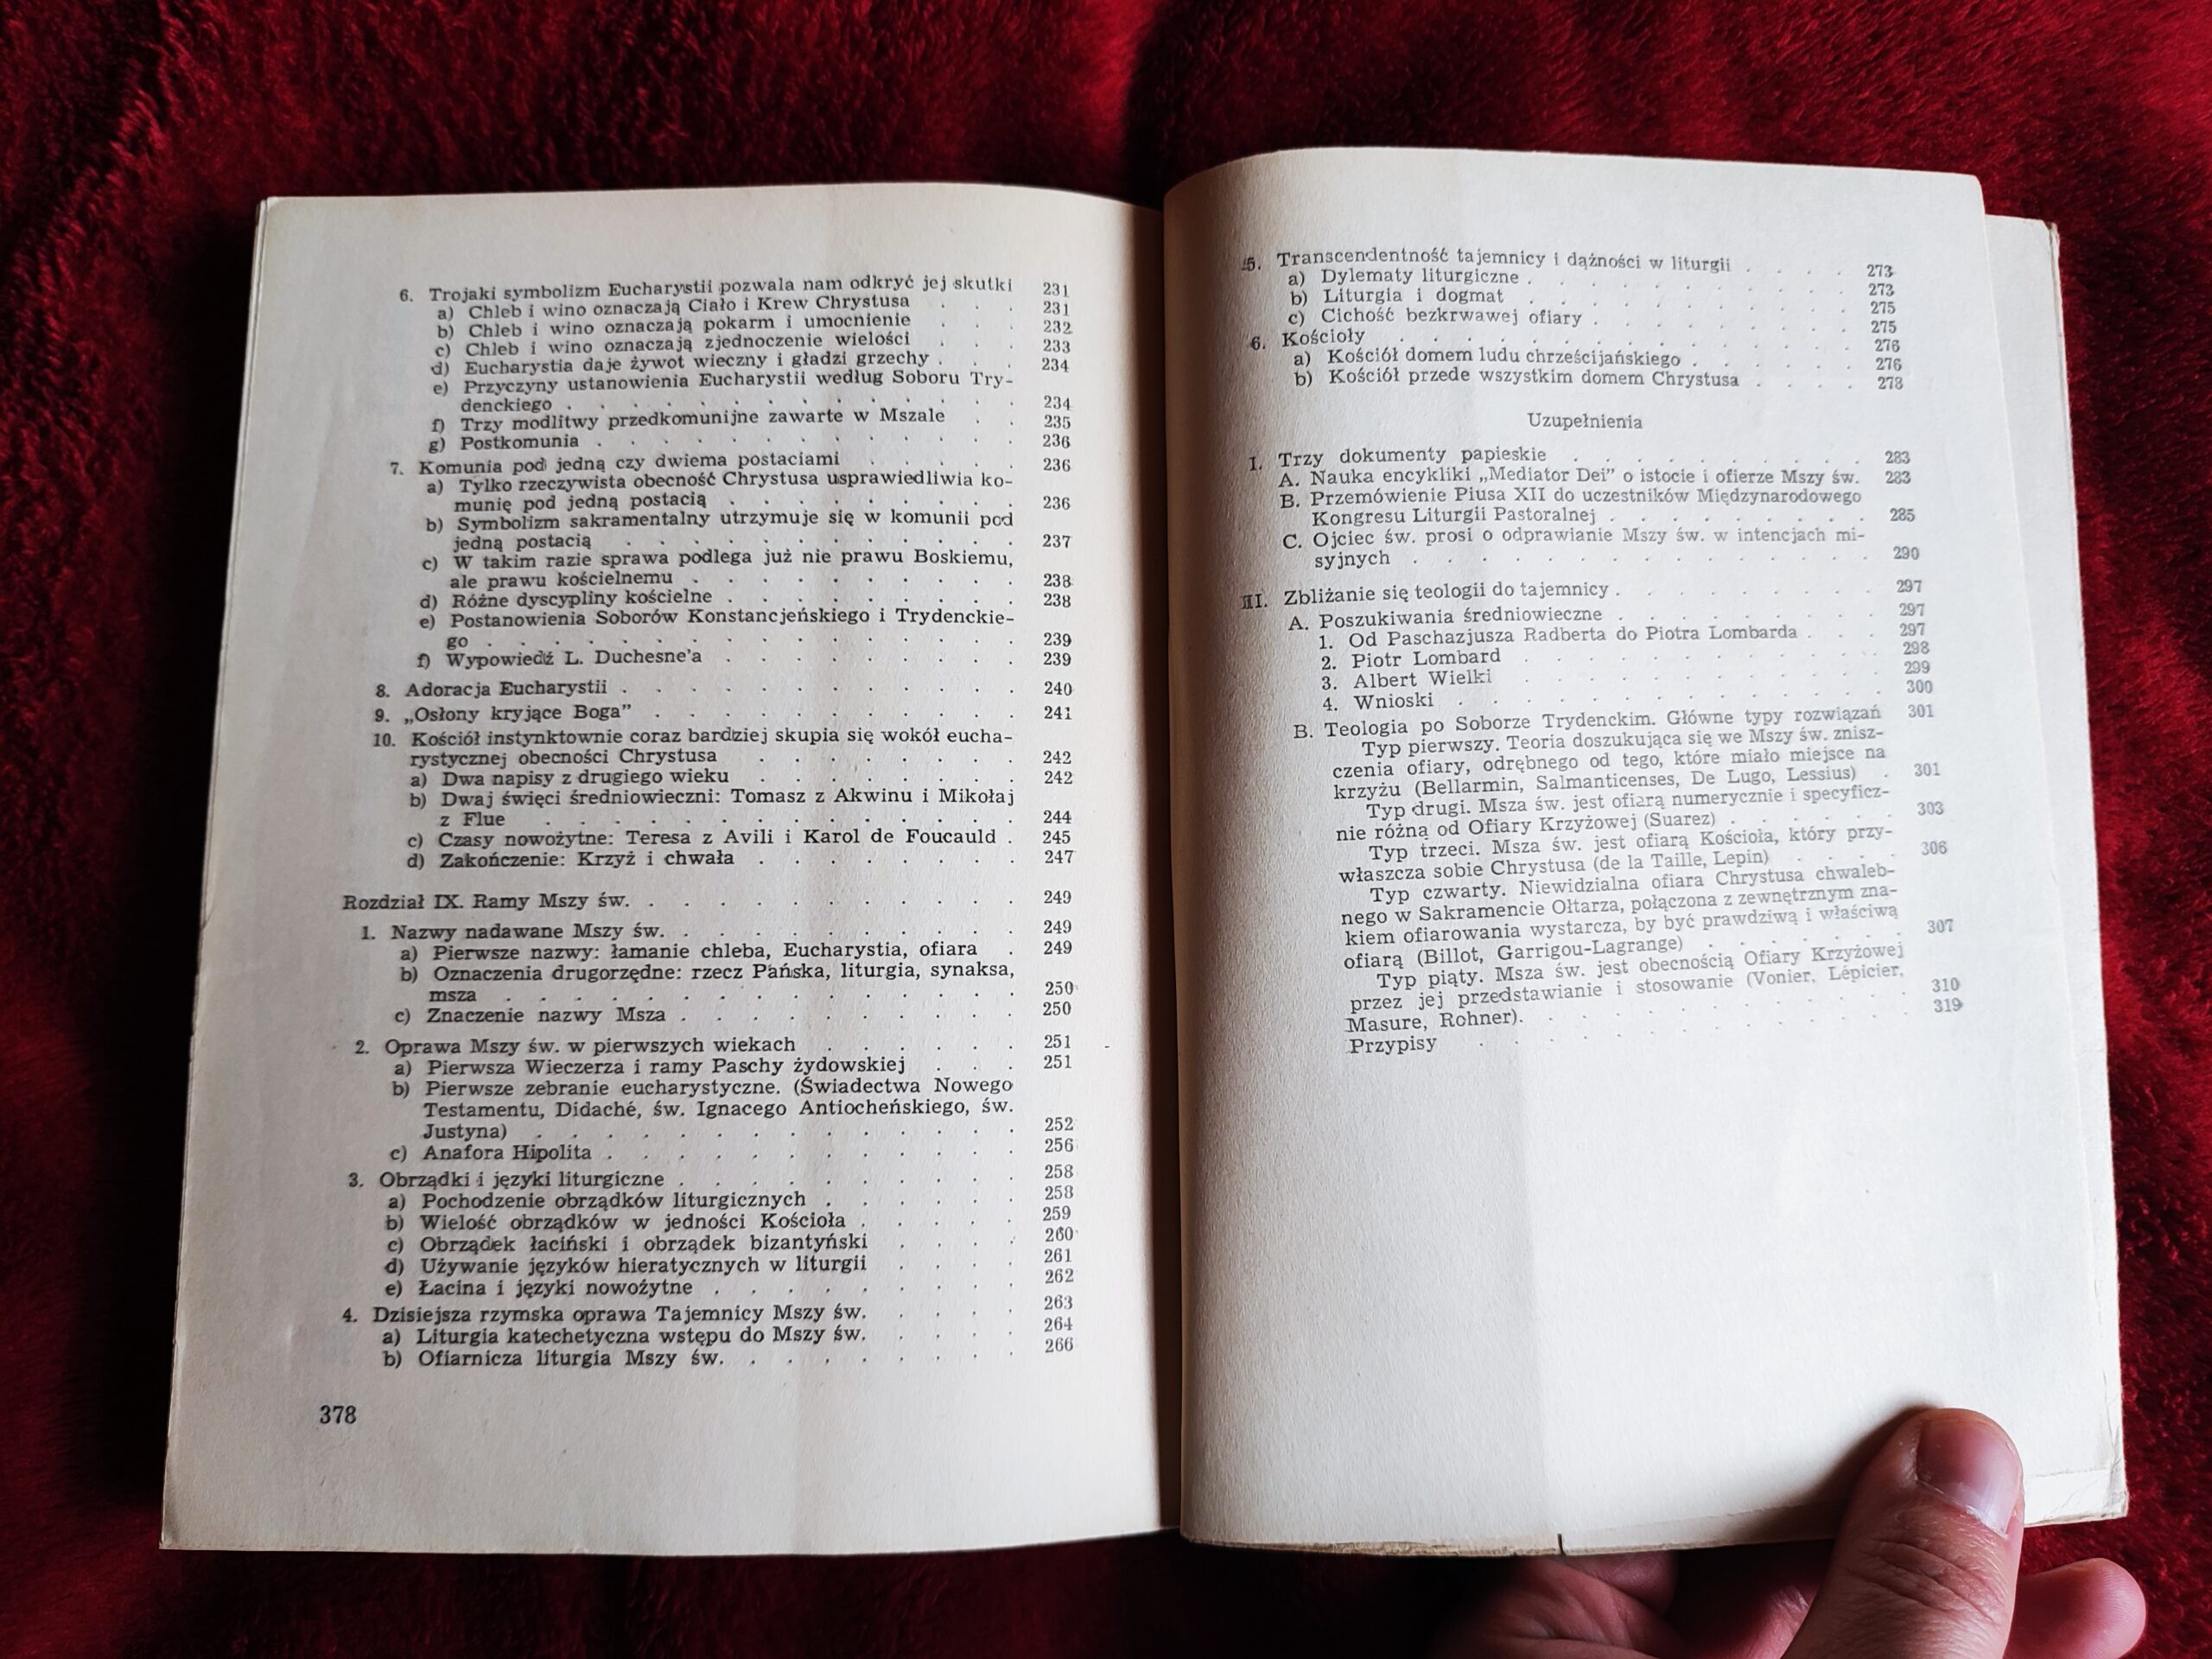 6. Trojaki symbolizm Eucharystii pozwala nam odkryć jej skutki 231
a) Chleb i wino oznaczają Ciało i Krew Chrystusa . . . 231
b) Chleb i wino oznaczają pokarm i umocnienie . . . 232
c) Chleb i wino oznaczają zjednoczenie wielości . . . 233
d) Eucharystia daje żywot wieczny i gładzi grzechy . . . 234
e) Przyczyny ustanowienia Eucharystii według Soboru Try-
denckiego . . . . . . . . . . . . 234
f) Trzy modlitwy przedkomunijne zawarte w Mszale . . 235
g) Postkomunia . . . . . . . . . . . . 236
7. Komunia pod jedną czy dwiema postaciami . . . . . 236
a) Tylko rzeczywista obecność Chrystusa usprawiedliwia ko-
munię pod jedną postacią . . . . . . . . . 236
b) Symbolizm sakramentalny utrzymuje się w komunii pod
jedną postacią . . . . . . . . . . . 237
c) W takim razie sprawa podlega już nie prawu Boskiemu,
ale prawu kościelnemu . . . . . . . . . 238
d) Różne dyscypliny kościelne . . . . . . . . . 238
e) Postanowienia Soborów Konstancjeńskiego i Trydenckie-
go . . . . . . . . . . . . . . 239
f) Wypowiedź L. Duchesne'a . . . . . . . . . 239
8. Adoracja Eucharystii . . . . . . . . . . . . 240
9. „Osłony kryjące Boga” . . . . . . . . . . . 241
10. Kościół instynktownie coraz bardziej skupia się wokół eucha-
rystycznej obecności Chrystusa . . . . . . . . 242
a) Dwa napisy z drugiego wieku . . . . . . . . 242
b) Dwaj święci średniowieczni: Tomasz z Akwinu i Mikołaj
z Flue . . . . . . . . . . . . . 244
c) Czasy nowożytne: Teresa z Avili i Karol de Foucauld . 245
d) Zakończenie: Krzyż i chwała . . . . . . . . 247
Rozdział IX. Ramy Mszy św. . . . . . . . . . . . 249
1. Nazwy nadawane Mszy św. . . . . . . . . . . 249
a) Pierwsze nazwy: łamanie chleba, Eucharystia, ofiara . 249
b) Oznaczenia drugorzędne: rzecz Pańska, liturgia, synaksa,
msza . . . . . . . . . . . . . . 250
c) Znaczenie nazwy Msza . . . . . . . . . . 250
2. Oprawa Mszy św. w pierwszych wiekach . . . . . . 251
a) Pierwsza Wieczerza i ramy Paschy żydowskiej . . . 251
b) Pierwsze zebranie eucharystyczne. (Świadectwa Nowego
Testamentu, Didaché, św. Ignacego Antiocheńskiego, św.
Justyna) . . . . . . . . . . . . . 252
c) Anafora Hipolita . . . . . . . . . . . . 256
3. Obrządki i języki liturgiczne . . . . . . . . . . 258
a) Pochodzenie obrządków liturgicznych . . . . . . 258
b) Wielość obrządków w jedności Kościoła . . . . . 259
c) Obrządek łaciński i obrządek bizantyński . . . . 260
d) Używanie języków hieratycznych w liturgii . . . . 261
e) Łacina i języki nowożytne . . . . . . . . . 262
4. Dzisiejsza rzymska oprawa Tajemnicy Mszy św. . . . . 263
a) Liturgia katechetyczna wstępu do Mszy św. . . . . 264
b) Ofiarnicza liturgia Mszy św. . . . . . . . . 266
378
5. Transcendentność tajemnicy i dążności w liturgii . . . . 273
a) Dylematy liturgiczne . . . . . . . . . . 273
b) Liturgia i dogmat . . . . . . . . . . 275
c) Cichość bezkrwawej ofiary . . . . . . . . 275
6. Kościoły . . . . . . . . . . . . . 276
a) Kościół domem ludu chrześcijańskiego . . . . . 276
b) Kościół przede wszystkim domem Chrystusa . . . . 278
Uzupełnienia
I. Trzy dokumenty papieskie . . . . . . . . . . 283
A. Nauka encykliki „Mediator Dei” o istocie i ofierze Mszy św. 283
B. Przemówienie Piusa XII do uczestników Międzynarodowego
Kongresu Liturgii Pastoralnej . . . . . . . . 285
C. Ojciec św. prosi o odprawianie Mszy św. w intencjach mi-
syjnych . . . . . . . . . . . . . 290
II. Zbliżanie się teologii do tajemnicy . . . . . . . . 297
A. Poszukiwania średniowieczne . . . . . . . . 297
1. Od Paschazjusza Radberta do Piotra Lombarda . . . 297
2. Piotr Lombard . . . . . . . . . . . 298
3. Albert Wielki . . . . . . . . . . . 299
4. Wnioski . . . . . . . . . . . . . 300
B. Teologia po Soborze Trydenckim. Główne typy rozwiązań 301
Typ pierwszy. Teoria doszukująca się we Mszy św. znisz-
czenia ofiary, odrębnego od tego, które miało miejsce na
krzyżu (Bellarmin, Salmanticenses, De Lugo, Lessius) . 301
Typ drugi. Msza św. jest ofiarą numerycznie i specyficz-
nie różną od Ofiary Krzyżowej (Suarez) . . . . . . 303
Typ trzeci. Msza św. jest ofiarą Kościoła, który przy-
właszcza sobie Chrystusa (de la Taille, Lepin) . . . . 306
Typ czwarty. Niewidzialna ofiara Chrystusa chwaleb-
nego w Sakramencie Ołtarza, połączona z zewnętrznym zna-
kiem ofiarowania wystarcza, by być prawdziwą i właściwą
ofiarą (Billot, Garrigou-Lagrange) . . . . . . . 307
Typ piąty. Msza św. jest obecnością Ofiary Krzyżowej
przez jej przedstawianie i stosowanie (Vonier, Lépicier,
Masure, Rohner). . . . . . . . . . . . 310
Przypisy . . . . . . . . . . . . . 319